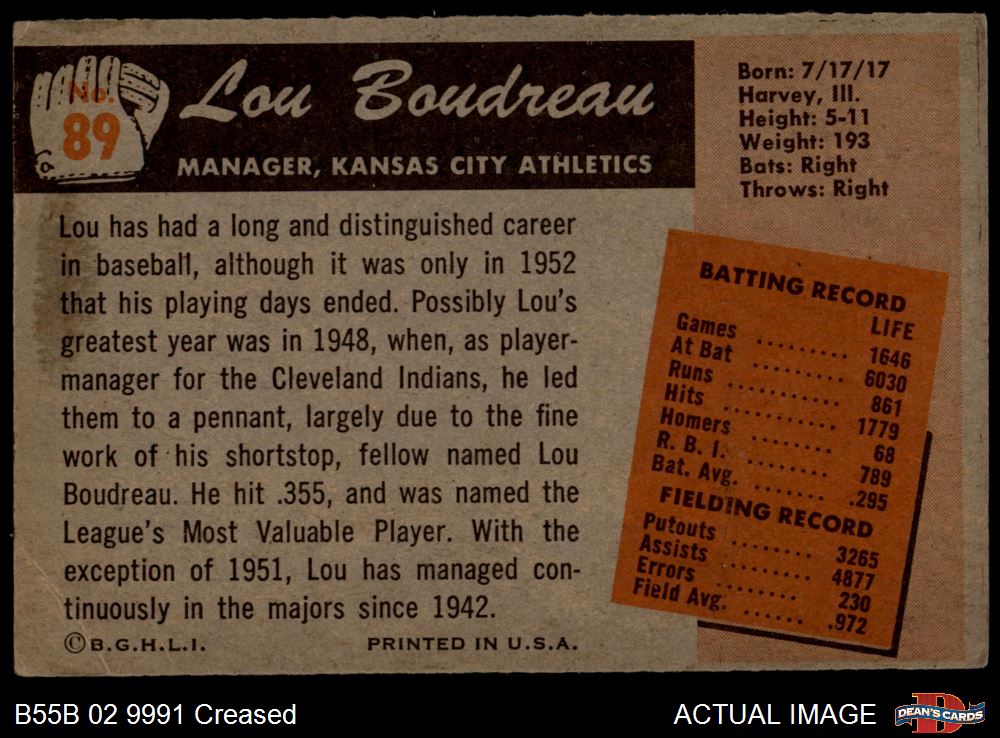 No.
89
Lou Boudreau
MANAGER, KANSAS CITY ATHLETICS
Born: 7/17/17
Harvey, Ill.
Height: 5-11
Weight: 193
Bats: Right
Throws: Right
Lou has had a long and distinguished career
in baseball, although it was only in 1952
that his playing days ended. Possibly Lou's
greatest year was in 1948, when, as player-
manager for the Cleveland Indians, he led
them to a pennant, largely due to the fine
work of his shortstop, fellow named Lou
Boudreau. He hit .355, and was named the
League's Most Valuable Player. With the
exception of 1951, Lou has managed con-
tinuously in the majors since 1942.
©B.G.H.L.I. PRINTED IN U.S.A.
BATTING RECORD
LIFE
Games ......... 1646
At Bat ......... 6030
Runs .......... 861
Hits .......... 1779
Homers ........ 68
R. B. I. ........ 789
Bat. Avg. ...... .295
FIELDING RECORD
Putouts ........ 3265
Assists ......... 4877
Errors .......... 230
Field Avg. ...... .972
B55B 02 9991 Creased
ACTUAL IMAGE
DEAN'S CARDS